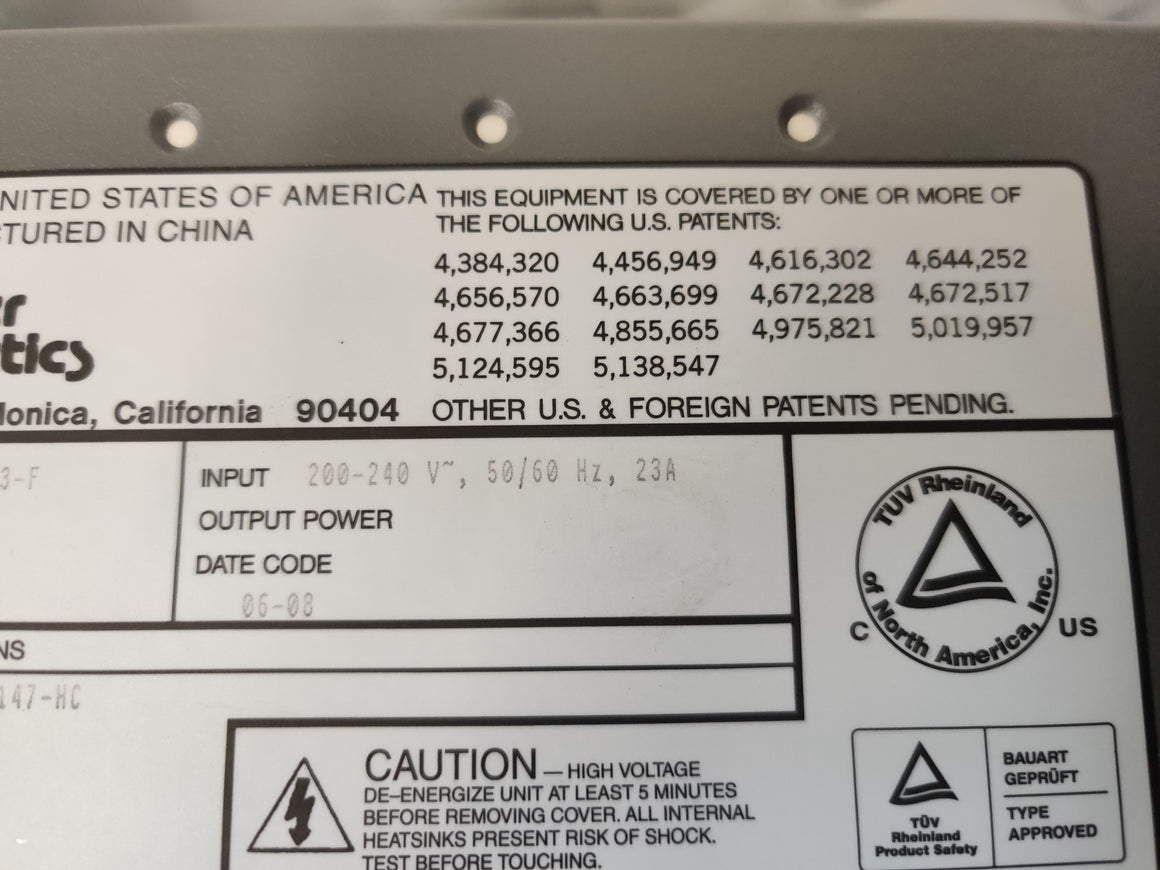 NITED STATES OF AMERICA
TURED IN CHINA
er
tics
Monica, California 90404
THIS EQUIPMENT IS COVERED BY ONE OR MORE OF
THE FOLLOWING U.S. PATENTS:
4,384,320 4,456,949 4,616,302 4,644,252
4,656,570 4,663,699 4,672,228 4,672,517
4,677,366 4,855,665 4,975,821 5,019,957
5,124,595 5,138,547
OTHER U.S. & FOREIGN PATENTS PENDING.
3-F
INPUT 200-240 V~, 50/60 Hz, 23A
OUTPUT POWER
DATE CODE
06-08
NS
147-HC
TUV Rheinland
of North America, Inc.
C US
CAUTION — HIGH VOLTAGE
DE-ENERGIZE UNIT AT LEAST 5 MINUTES
BEFORE REMOVING COVER. ALL INTERNAL
HEATSINKS PRESENT RISK OF SHOCK.
TEST BEFORE TOUCHING.
TÜV
Rheinland
Product Safety
BAUART
GEPRÜFT
TYPE
APPROVED